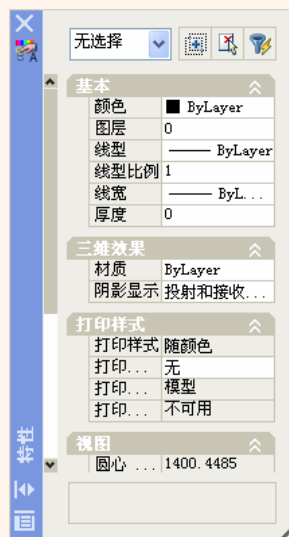 无选择
基本
颜色 ByLayer
图层 0
线型 ByLayer
线型比例 1
线宽 ByL...
厚度 0
三维效果
材质 ByLayer
阴影显示 投射和接收...
打印样式
打印样式 随颜色
打印... 无
打印... 模型
打印... 不可用
视图
圆心 ... 1400.4485
特性